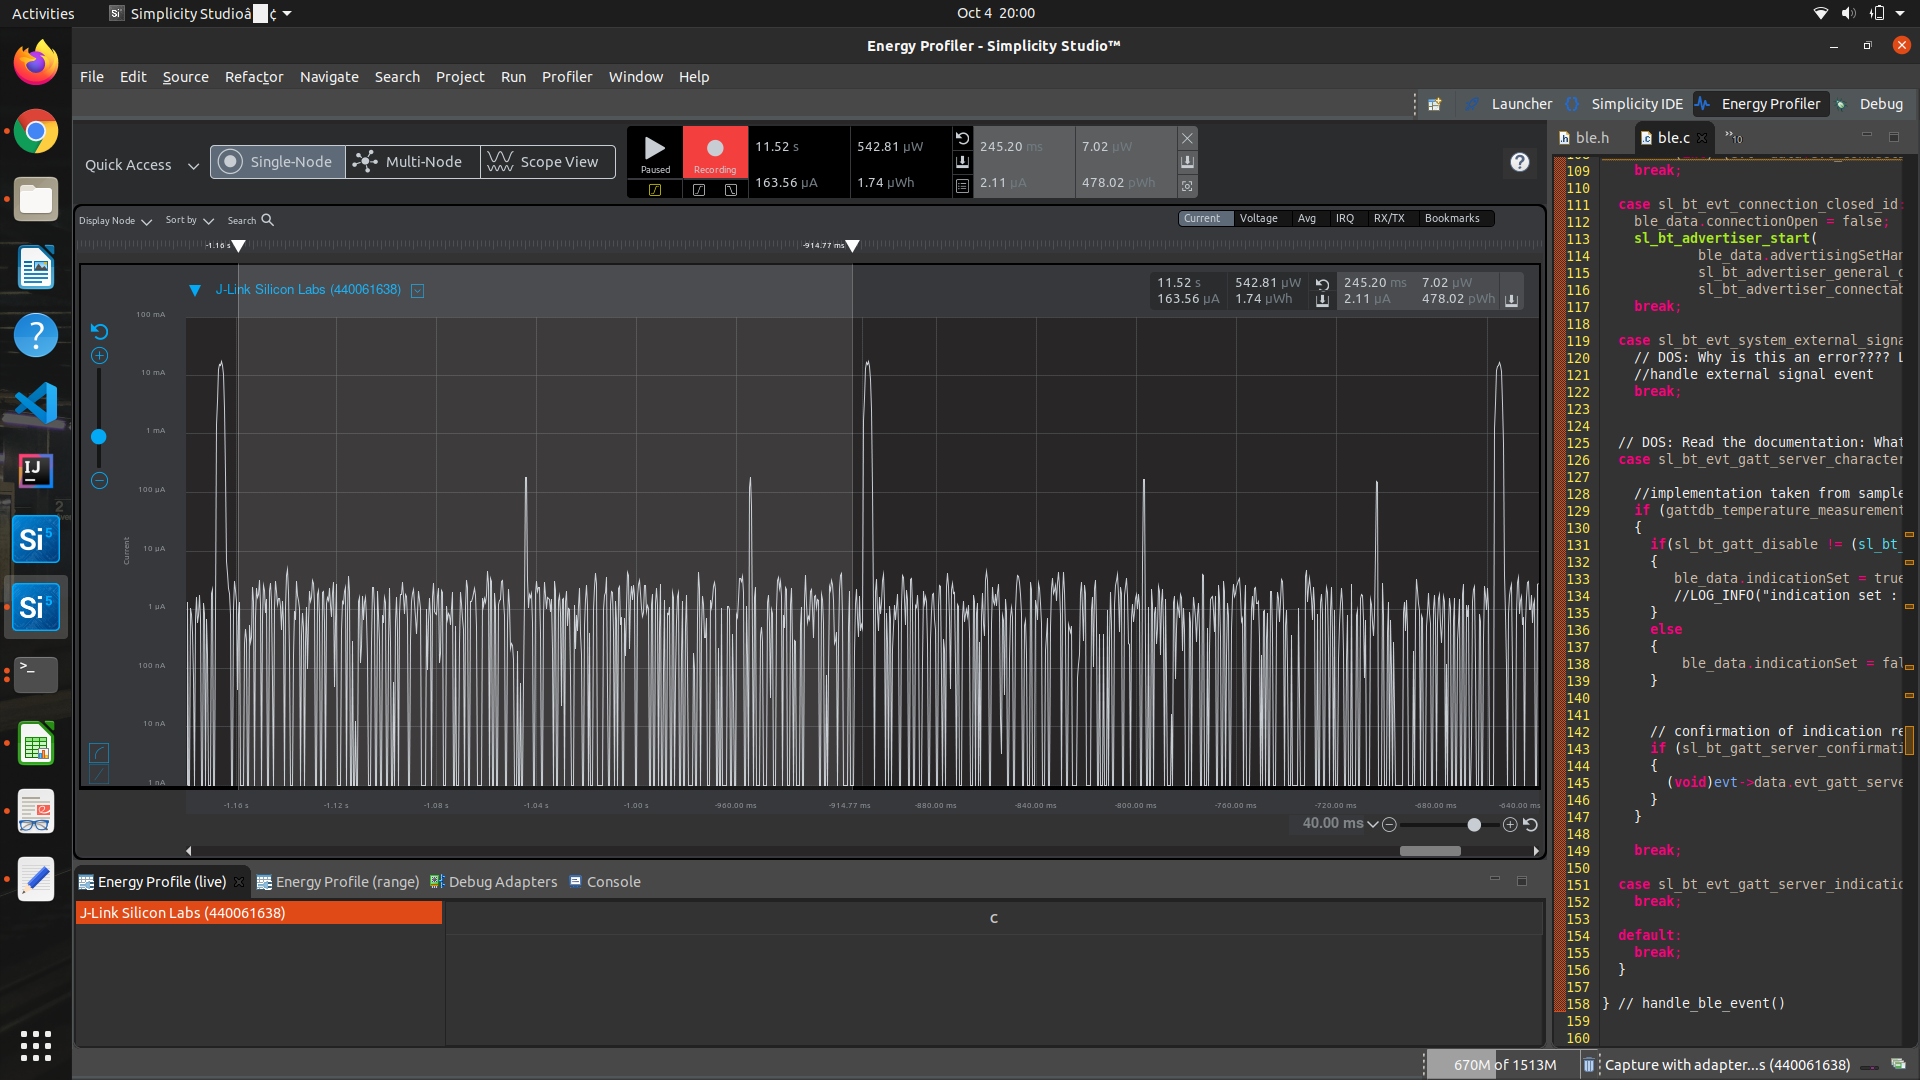 Activities
Simplicity Studioâ ¢
Oct 4 20:00
Energy Profiler - Simplicity Studio™
File Edit Source Refactor Navigate Search Project Run Profiler Window Help
Launcher Simplicity IDE Energy Profiler Debug
Quick Access Single-Node Multi-Node Scope View
Paused Recording
11.52 s 542.81 µW
163.56 µA 1.74 µWh
245.20 ms 7.02 µW
2.11 µA 478.02 pWh
Display Node Sort by Search
Current Voltage Avg IRQ RX/TX Bookmarks
-1.16 s -914.77 ms
J-Link Silicon Labs (440061638)
11.52 s 542.81 µW 245.20 ms 7.02 µW
163.56 µA 1.74 µWh 2.11 µA 478.02 pWh
100 mA
10 mA
1 mA
100 µA
10 µA
1 µA
100 nA
10 nA
1 nA
Current
-1.16 s -1.12 s -1.08 s -1.04 s -1.00 s -960.00 ms -914.77 ms -880.00 ms -840.00 ms -800.00 ms -760.00 ms -720.00 ms -680.00 ms -640.00 ms
40.00 ms
Energy Profile (live) Energy Profile (range) Debug Adapters Console
J-Link Silicon Labs (440061638)
C
ble.h ble.c »10
109 break;
110
111 case sl_bt_evt_connection_closed_id:
112 ble_data.connectionOpen = false;
113 sl_bt_advertiser_start(
114 ble_data.advertisingSetHan
115 sl_bt_advertiser_general_d
116 sl_bt_advertiser_connectab
117 break;
118
119 case sl_bt_evt_system_external_signa
120 // DOS: Why is this an error???? L
121 //handle external signal event
122 break;
123
124
125 // DOS: Read the documentation: What
126 case sl_bt_evt_gatt_server_character
127
128 //implementation taken from sample
129 if (gattdb_temperature_measurement
130 {
131 if(sl_bt_gatt_disable != (sl_bt_
132 {
133 ble_data.indicationSet = true
134 //LOG_INFO("indication set :
135 }
136 else
137 {
138 ble_data.indicationSet = fal
139 }
140
141
142 // confirmation of indication re
143 if (sl_bt_gatt_server_confirmati
144 {
145 (void)evt->data.evt_gatt_serve
146 }
147 }
148
149 break;
150
151 case sl_bt_evt_gatt_server_indicatio
152 break;
153
154 default:
155 break;
156 }
157
158 } // handle_ble_event()
159
160
670M of 1513M
Capture with adapter...s (440061638)